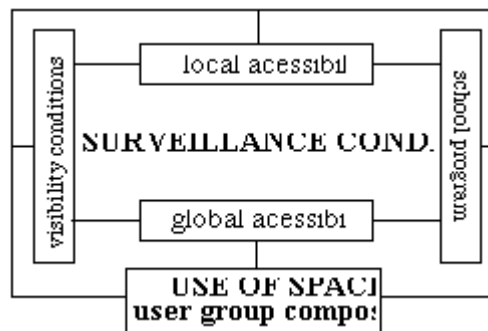 local acessibil
visibility conditions
school program
SURVEILLANCE COND.
global acessibi
USE OF SPACI
user group compos